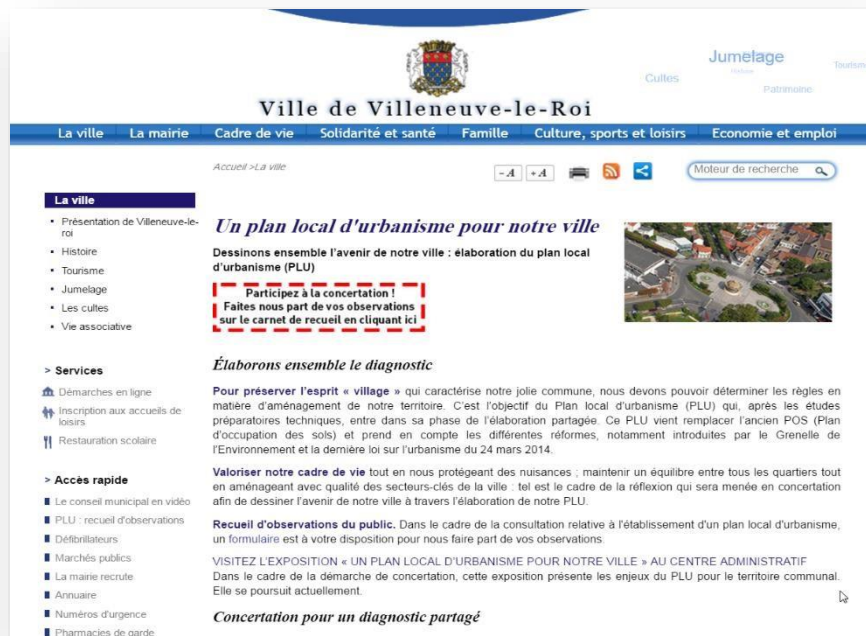 Jumelage
Cultes
Patrimoine
Ville de Villeneuve-le-Roi
La ville La mairie Cadre de vie Solidarité et santé Famille Culture, sports et loisirs Economie et emploi
Accueil >La ville
- A + A
Moteur de recherche
La ville
Présentation de Villeneuve-le-
roi
Histoire
Tourisme
Jumelage
Les cultes
Vie associative
> Services
Démarches en ligne
Inscription aux accueils de
loisirs
Restauration scolaire
> Accès rapide
Le conseil municipal en vidéo
PLU : recueil d'observations
Défibrillateurs
Marchés publics
La mairie recrute
Annuaire
Numéros d'urgence
Pharmacies de garde
Un plan local d'urbanisme pour notre ville
Dessinons ensemble l'avenir de notre ville : élaboration du plan local
d'urbanisme (PLU)
Participez à la concertation !
Faites nous part de vos observations
sur le carnet de recueil en cliquant ici
Élaborons ensemble le diagnostic
Pour préserver l'esprit « village » qui caractérise notre jolie commune, nous devons pouvoir déterminer les règles en
matière d'aménagement de notre territoire. C'est l'objectif du Plan local d'urbanisme (PLU) qui, après les études
préparatoires techniques, entre dans sa phase de l'élaboration partagée. Ce PLU vient remplacer l'ancien POS (Plan
d'occupation des sols) et prend en compte les différentes réformes, notamment introduites par le Grenelle de
l'Environnement et la dernière loi sur l'urbanisme du 24 mars 2014.
Valoriser notre cadre de vie tout en nous protégeant des nuisances ; maintenir un équilibre entre tous les quartiers tout
en aménageant avec qualité des secteurs-clés de la ville : tel est le cadre de la réflexion qui sera menée en concertation
afin de dessiner l'avenir de notre ville à travers l'élaboration de notre PLU.
Recueil d'observations du public. Dans le cadre de la consultation relative à l'établissement d'un plan local d'urbanisme,
un formulaire est à votre disposition pour nous faire part de vos observations.
VISITEZ L'EXPOSITION « UN PLAN LOCAL D'URBANISME POUR NOTRE VILLE » AU CENTRE ADMINISTRATIF
Dans le cadre de la démarche de concertation, cette exposition présente les enjeux du PLU pour le territoire communal.
Elle se poursuit actuellement.
Concertation pour un diagnostic partagé